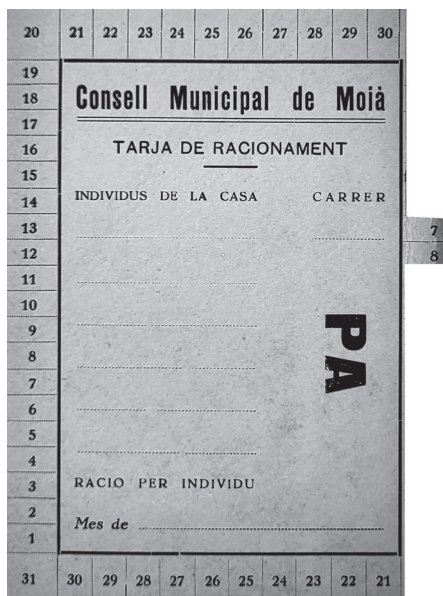 20 21 22 23 24 25 26 27 28 29 30
19
18
Consell Municipal de Moià
17
16
TARJA DE RACIONAMENT
15
14
INDIVIDUS DE LA CASA CARRER
13
7
12
8
11
10
9
PA
8
7
6
5
4
3
RACIO PER INDIVIDU
2
Mes de
1
31 30 29 28 27 26 25 24 23 22 21